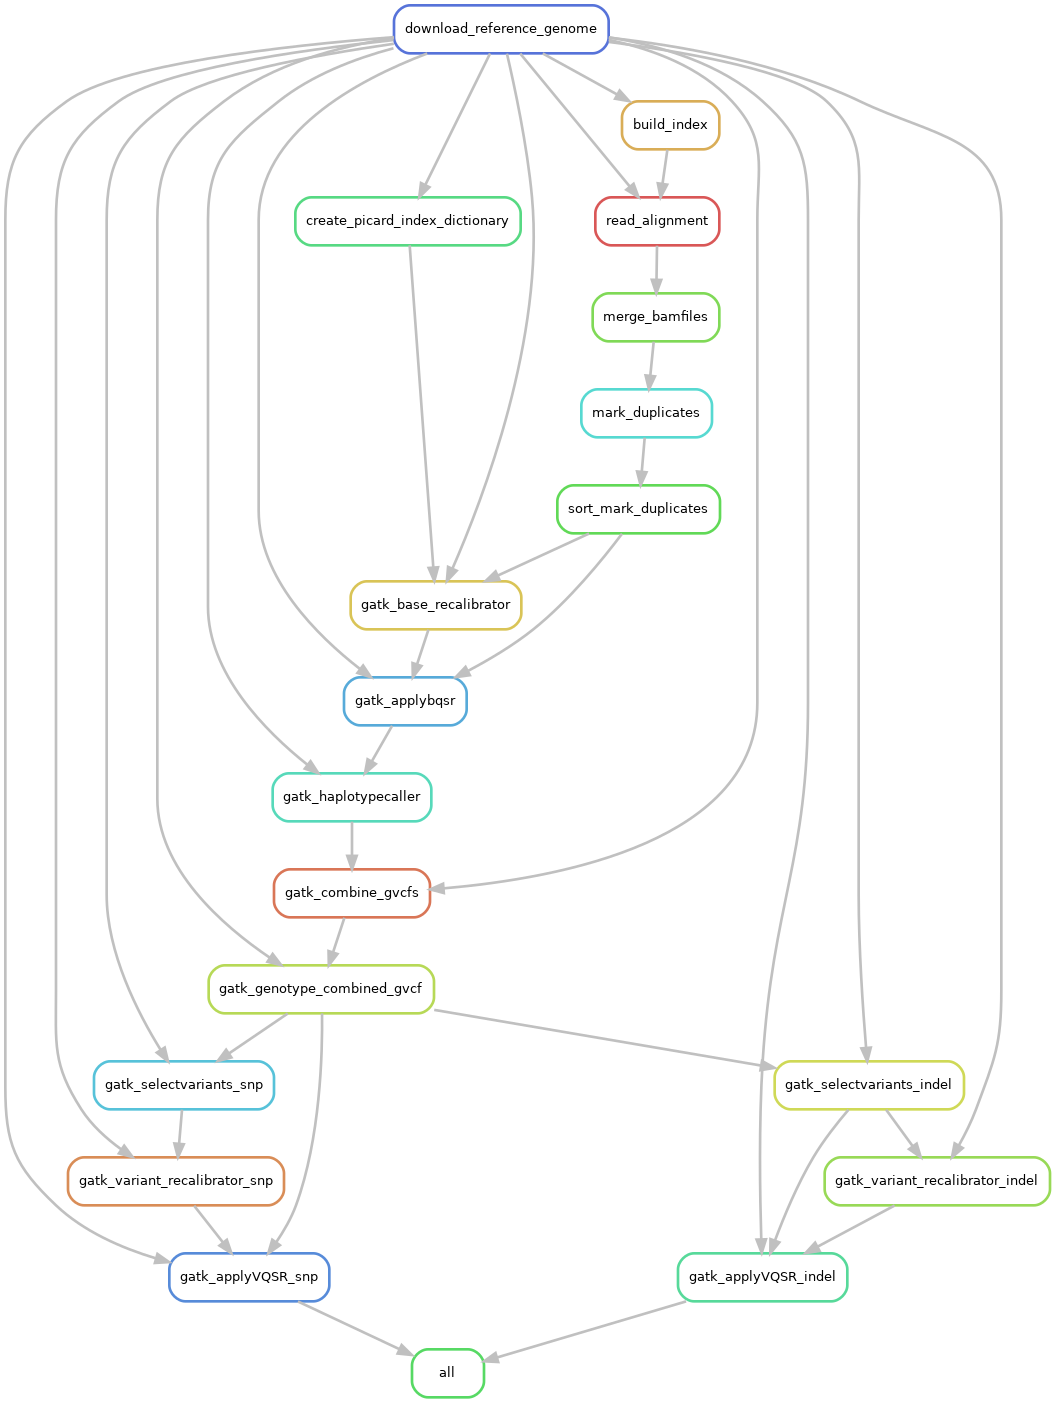 download_reference_genome
build_index
create_picard_index_dictionary
read_alignment
merge_bamfiles
mark_duplicates
sort_mark_duplicates
gatk_base_recalibrator
gatk_applybqsr
gatk_haplotypecaller
gatk_combine_gvcfs
gatk_genotype_combined_gvcf
gatk_selectvariants_snp
gatk_selectvariants_indel
gatk_variant_recalibrator_snp
gatk_variant_recalibrator_indel
gatk_applyVQSR_snp
gatk_applyVQSR_indel
all